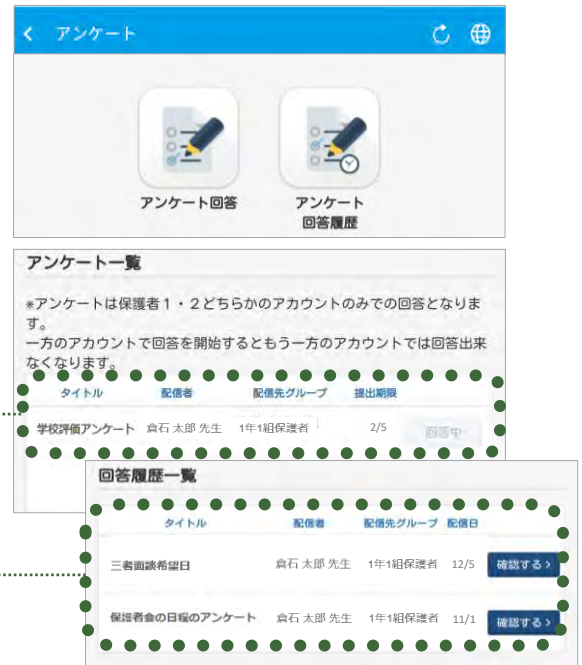 アンケート
アンケート回答
アンケート
回答履歴
アンケート一覧
※アンケートは保護者１・２どちらかのアカウントのみでの回答となりま
す。
一方のアカウントで回答を開始するともう一方のアカウントでは回答出来
なくなります。
タイトル 配信者 配信先グループ 提出期限
学校評価アンケート 倉石 太郎 先生 1年1組保護者 2/5 回答中
回答履歴一覧
タイトル 配信者 配信先グループ 配信日
三者面談希望日 倉石 太郎 先生 1年1組保護者 12/5 確認する
保護者会の日程のアンケート 倉石 太郎 先生 1年1組保護者 11/1 確認する